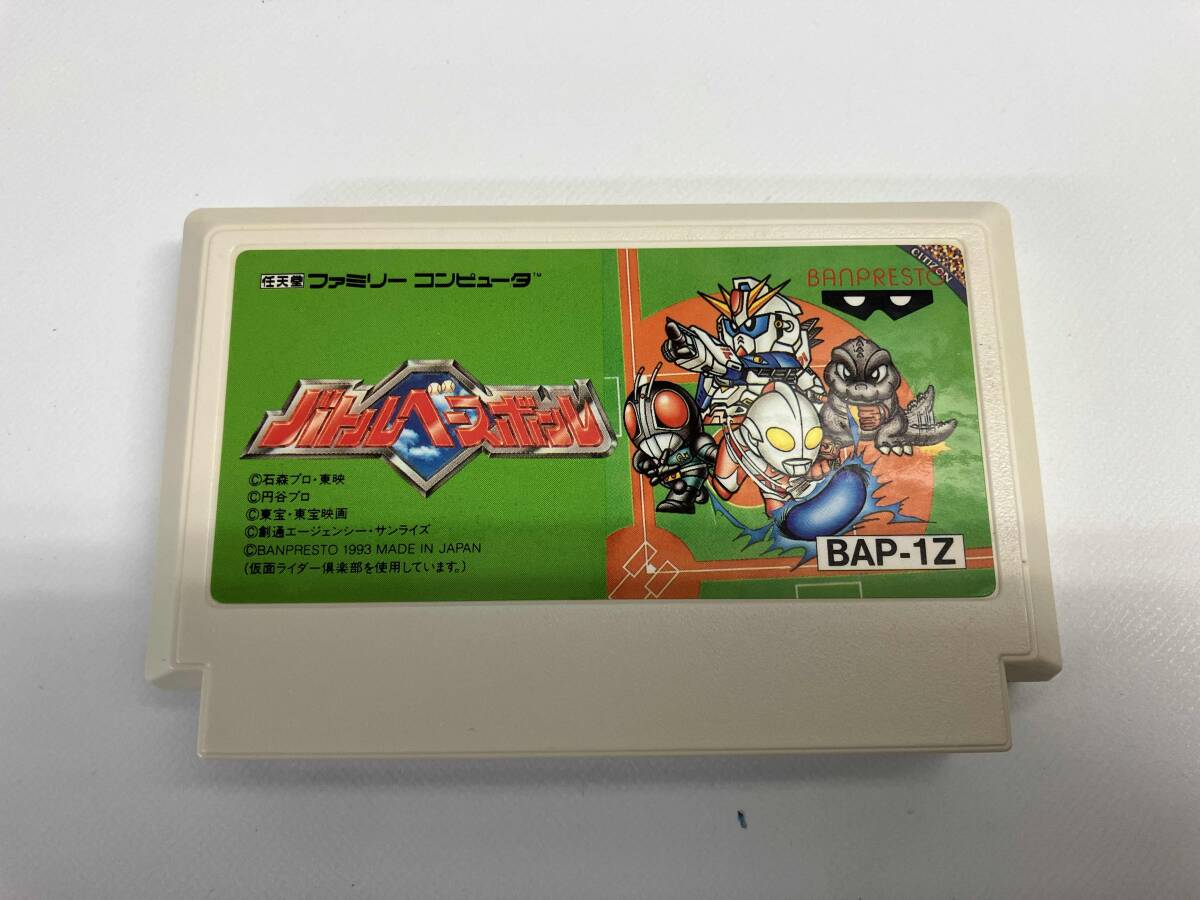 任天堂 ファミリー コンピュータ™
バトルベースボール
©石森プロ・東映
©円谷プロ
©東宝・東宝映画
©創通エージェンシー・サンライズ
©BANPRESTO 1993 MADE IN JAPAN
(仮面ライダー倶楽部を使用しています。)
BANPRESTO
CITIZEN
BAP-1Z